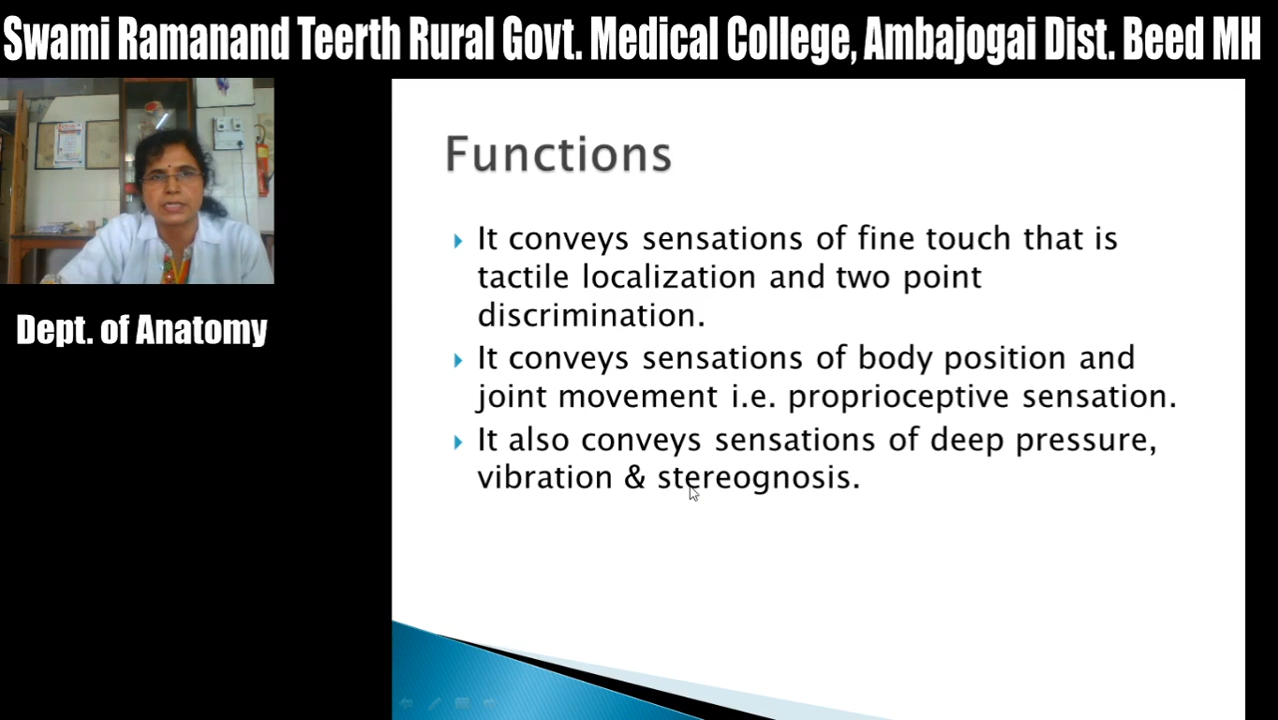 Swami Ramanand Teerth Rural Govt. Medical College, Ambajogai Dist. Beed MH
Dept. of Anatomy
Functions
It conveys sensations of fine touch that is
tactile localization and two point
discrimination.
It conveys sensations of body position and
joint movement i.e. proprioceptive sensation.
It also conveys sensations of deep pressure,
vibration & stereognosis.